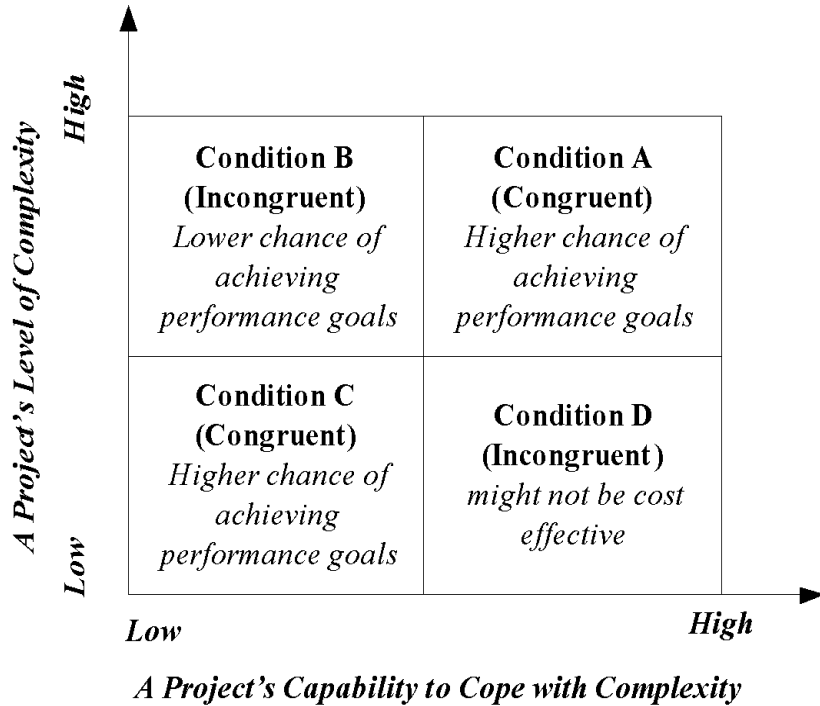 A Project's Level of Complexity
High
Low
Condition B
(Incongruent)
Lower chance of
achieving
performance goals
Condition A
(Congruent)
Higher chance of
achieving
performance goals
Condition C
(Congruent)
Higher chance of
achieving
performance goals
Condition D
(Incongruent)
might not be cost
effective
Low
High
A Project's Capability to Cope with Complexity